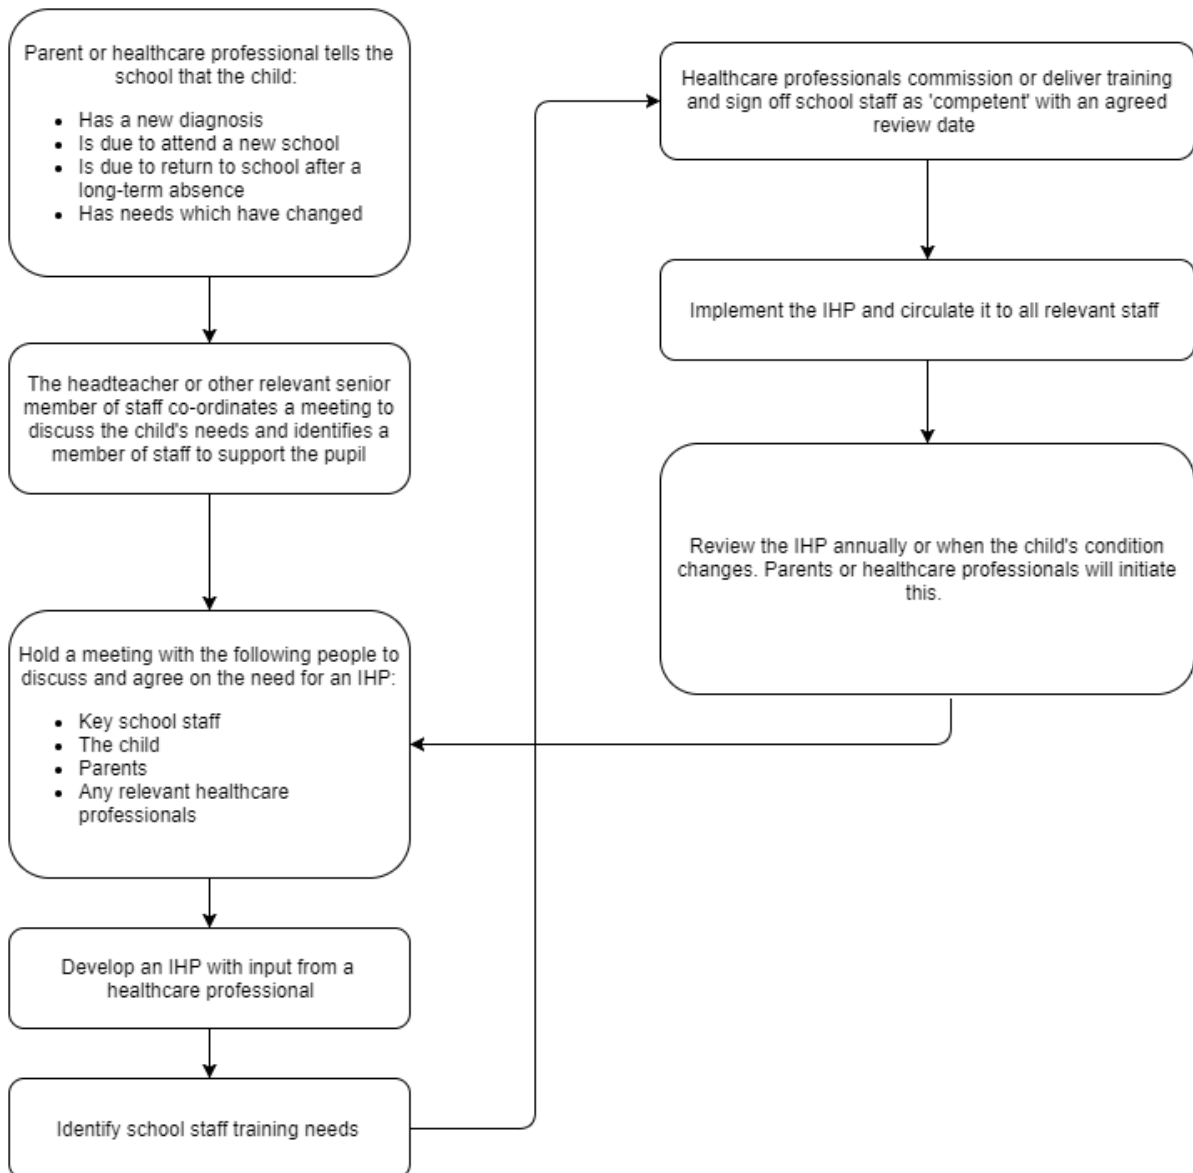 Parent or healthcare professional tells the
school that the child:
• Has a new diagnosis
• Is due to attend a new school
• Is due to return to school after a
long-term absence
• Has needs which have changed
The headteacher or other relevant senior
member of staff co-ordinates a meeting to
discuss the child's needs and identifies a
member of staff to support the pupil
Hold a meeting with the following people to
discuss and agree on the need for an IHP:
• Key school staff
• The child
• Parents
• Any relevant healthcare
professionals
Develop an IHP with input from a
healthcare professional
Identify school staff training needs
Healthcare professionals commission or deliver training
and sign off school staff as 'competent' with an agreed
review date
Implement the IHP and circulate it to all relevant staff
Review the IHP annually or when the child's condition
changes. Parents or healthcare professionals will initiate
this.